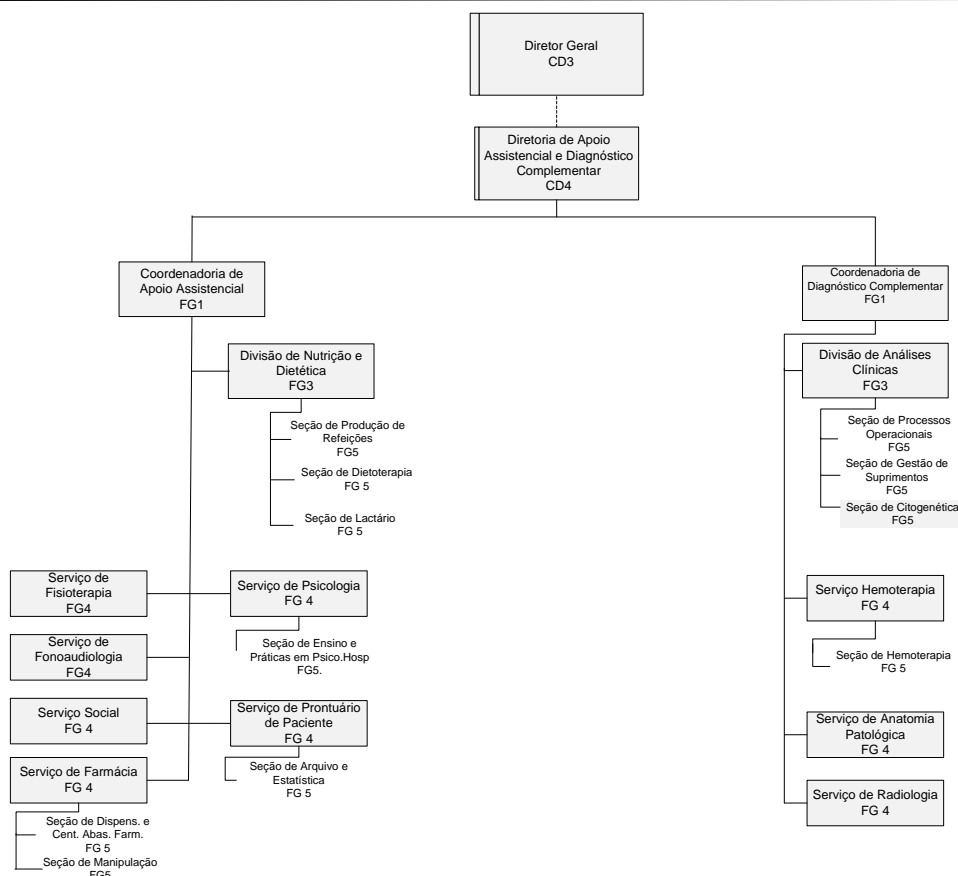 Diretor Geral
CD3
Diretoria de Apoio
Assistencial e Diagnóstico
Complementar
CD4
Coordenadoria de
Apoio Assistencial
FG1
Divisão de Nutrição e
Dietética
FG3
Seção de Produção de
Refeições
FG5
Seção de Dietoterapia
FG 5
Seção de Lactário
FG 5
Serviço de
Fisioterapia
FG4
Serviço de Psicologia
FG 4
Seção de Ensino e
Práticas em Psico.Hosp
FG5.
Serviço de
Fonoaudiologia
FG4
Serviço Social
FG 4
Serviço de Prontuário
de Paciente
FG 4
Seção de Arquivo e
Estatística
FG 5
Serviço de Farmácia
FG 4
Seção de Dispens. e
Cent. Abas. Farm.
FG 5
Seção de Manipulação
FG5
Coordenadoria de
Diagnóstico Complementar
FG1
Divisão de Análises
Clínicas
FG3
Seção de Processos
Operacionais
FG5
Seção de Gestão de
Suprimentos
FG5
Seção de Citogenética
FG5
Serviço Hemoterapia
FG 4
Seção de Hemoterapia
FG 5
Serviço de Anatomia
Patológica
FG 4
Serviço de Radiologia
FG 4